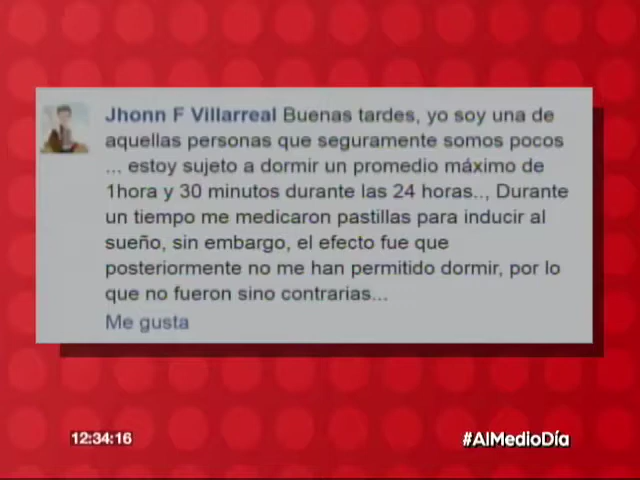 Jhonn F Villarreal Buenas tardes, yo soy una de
aquellas personas que seguramente somos pocos
... estoy sujeto a dormir un promedio máximo de
1hora y 30 minutos durante las 24 horas.., Durante
un tiempo me medicaron pastillas para inducir al
sueño, sin embargo, el efecto fue que
posteriormente no me han permitido dormir, por lo
que no fueron sino contrarias...
Me gusta
12:34:16
#AlMedioDía